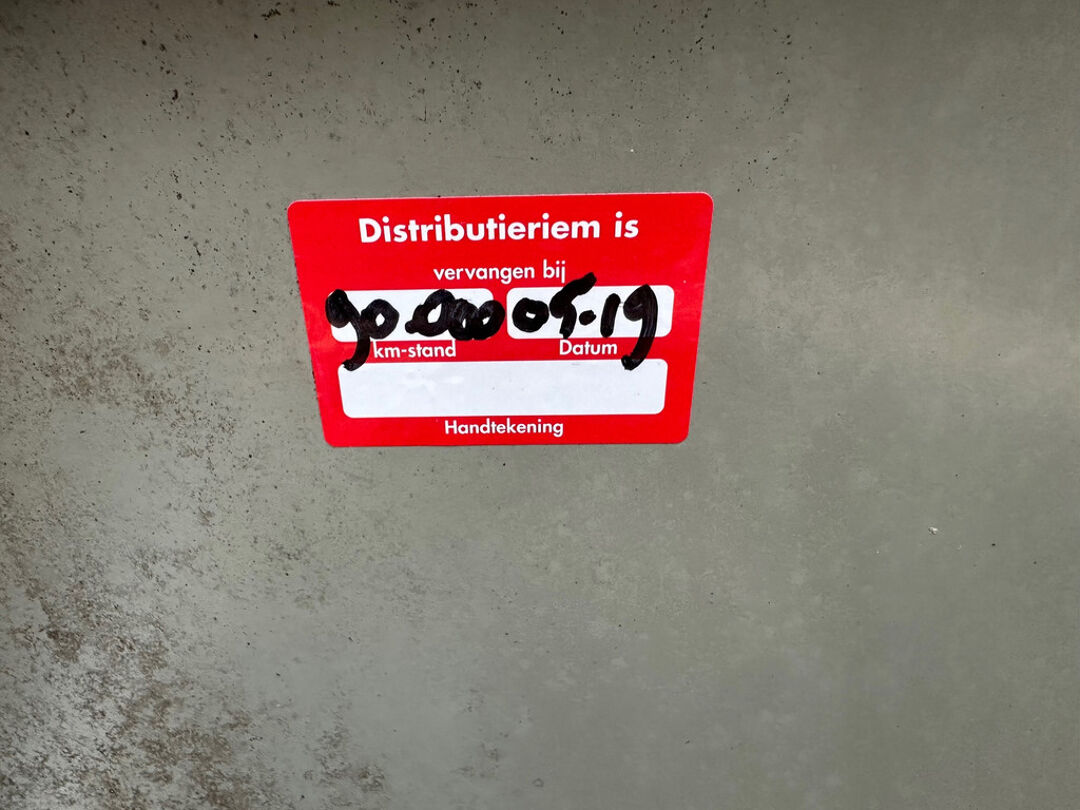 Distributieriem is
vervangen bij
90.000 05-19
km-stand Datum
Handtekening